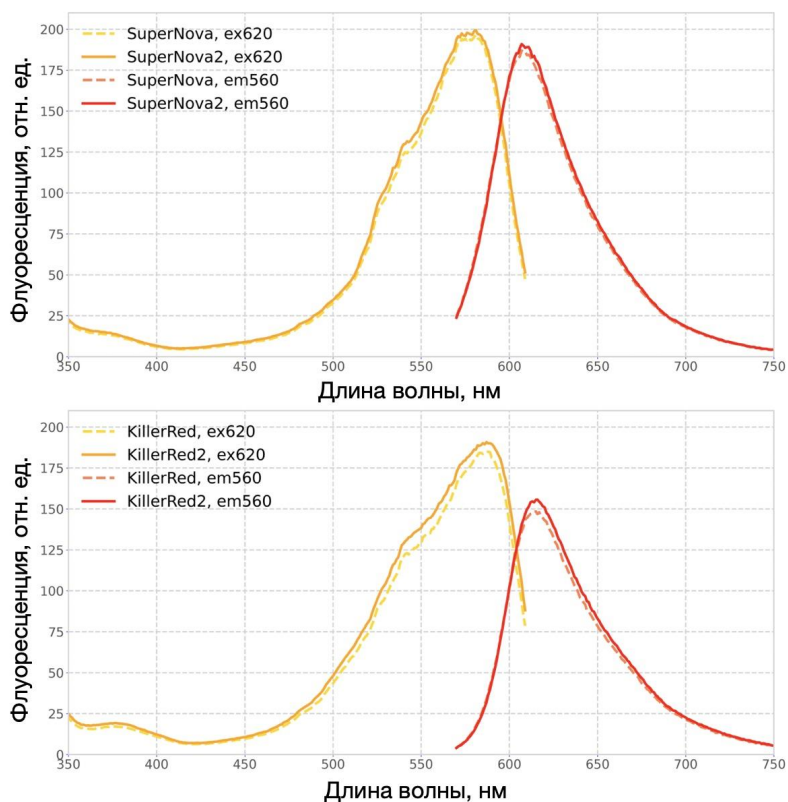 SuperNova, ex620
SuperNova2, ex620
SuperNova, em560
SuperNova2, em560
Флуоресценция, отн. ед.
200
175
150
125
100
75
50
25
0
350 400 450 500 550 600 650 700 750
Длина волны, нм
KillerRed, ex620
KillerRed2, ex620
KillerRed, em560
KillerRed2, em560
Флуоресценция, отн. ед.
200
175
150
125
100
75
50
25
0
350 400 450 500 550 600 650 700 750
Длина волны, нм